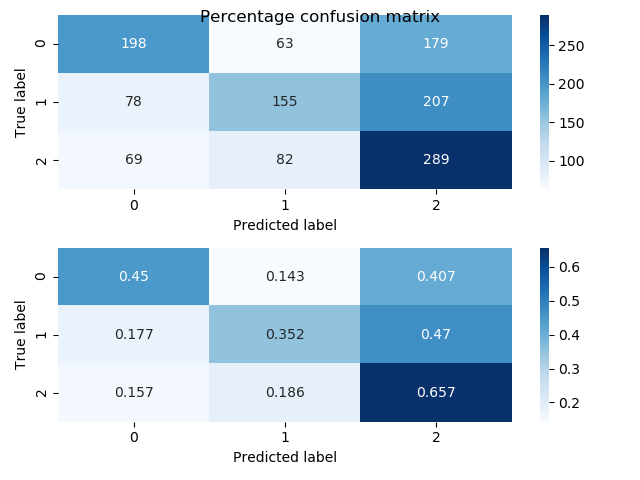 Percentage confusion matrix
0 198 63 179
1 78 155 207
2 69 82 289
True label
0 1 2
Predicted label
250
200
150
100
0 0.45 0.143 0.407
1 0.177 0.352 0.47
2 0.157 0.186 0.657
True label
0 1 2
Predicted label
0.6
0.5
0.4
0.3
0.2